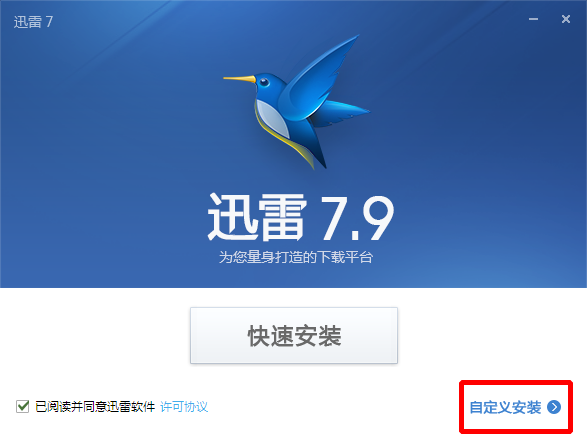 迅雷 7
迅雷 7.9
为您量身打造的下载平台
快速安装
已阅读并同意迅雷软件 许可协议
自定义安装